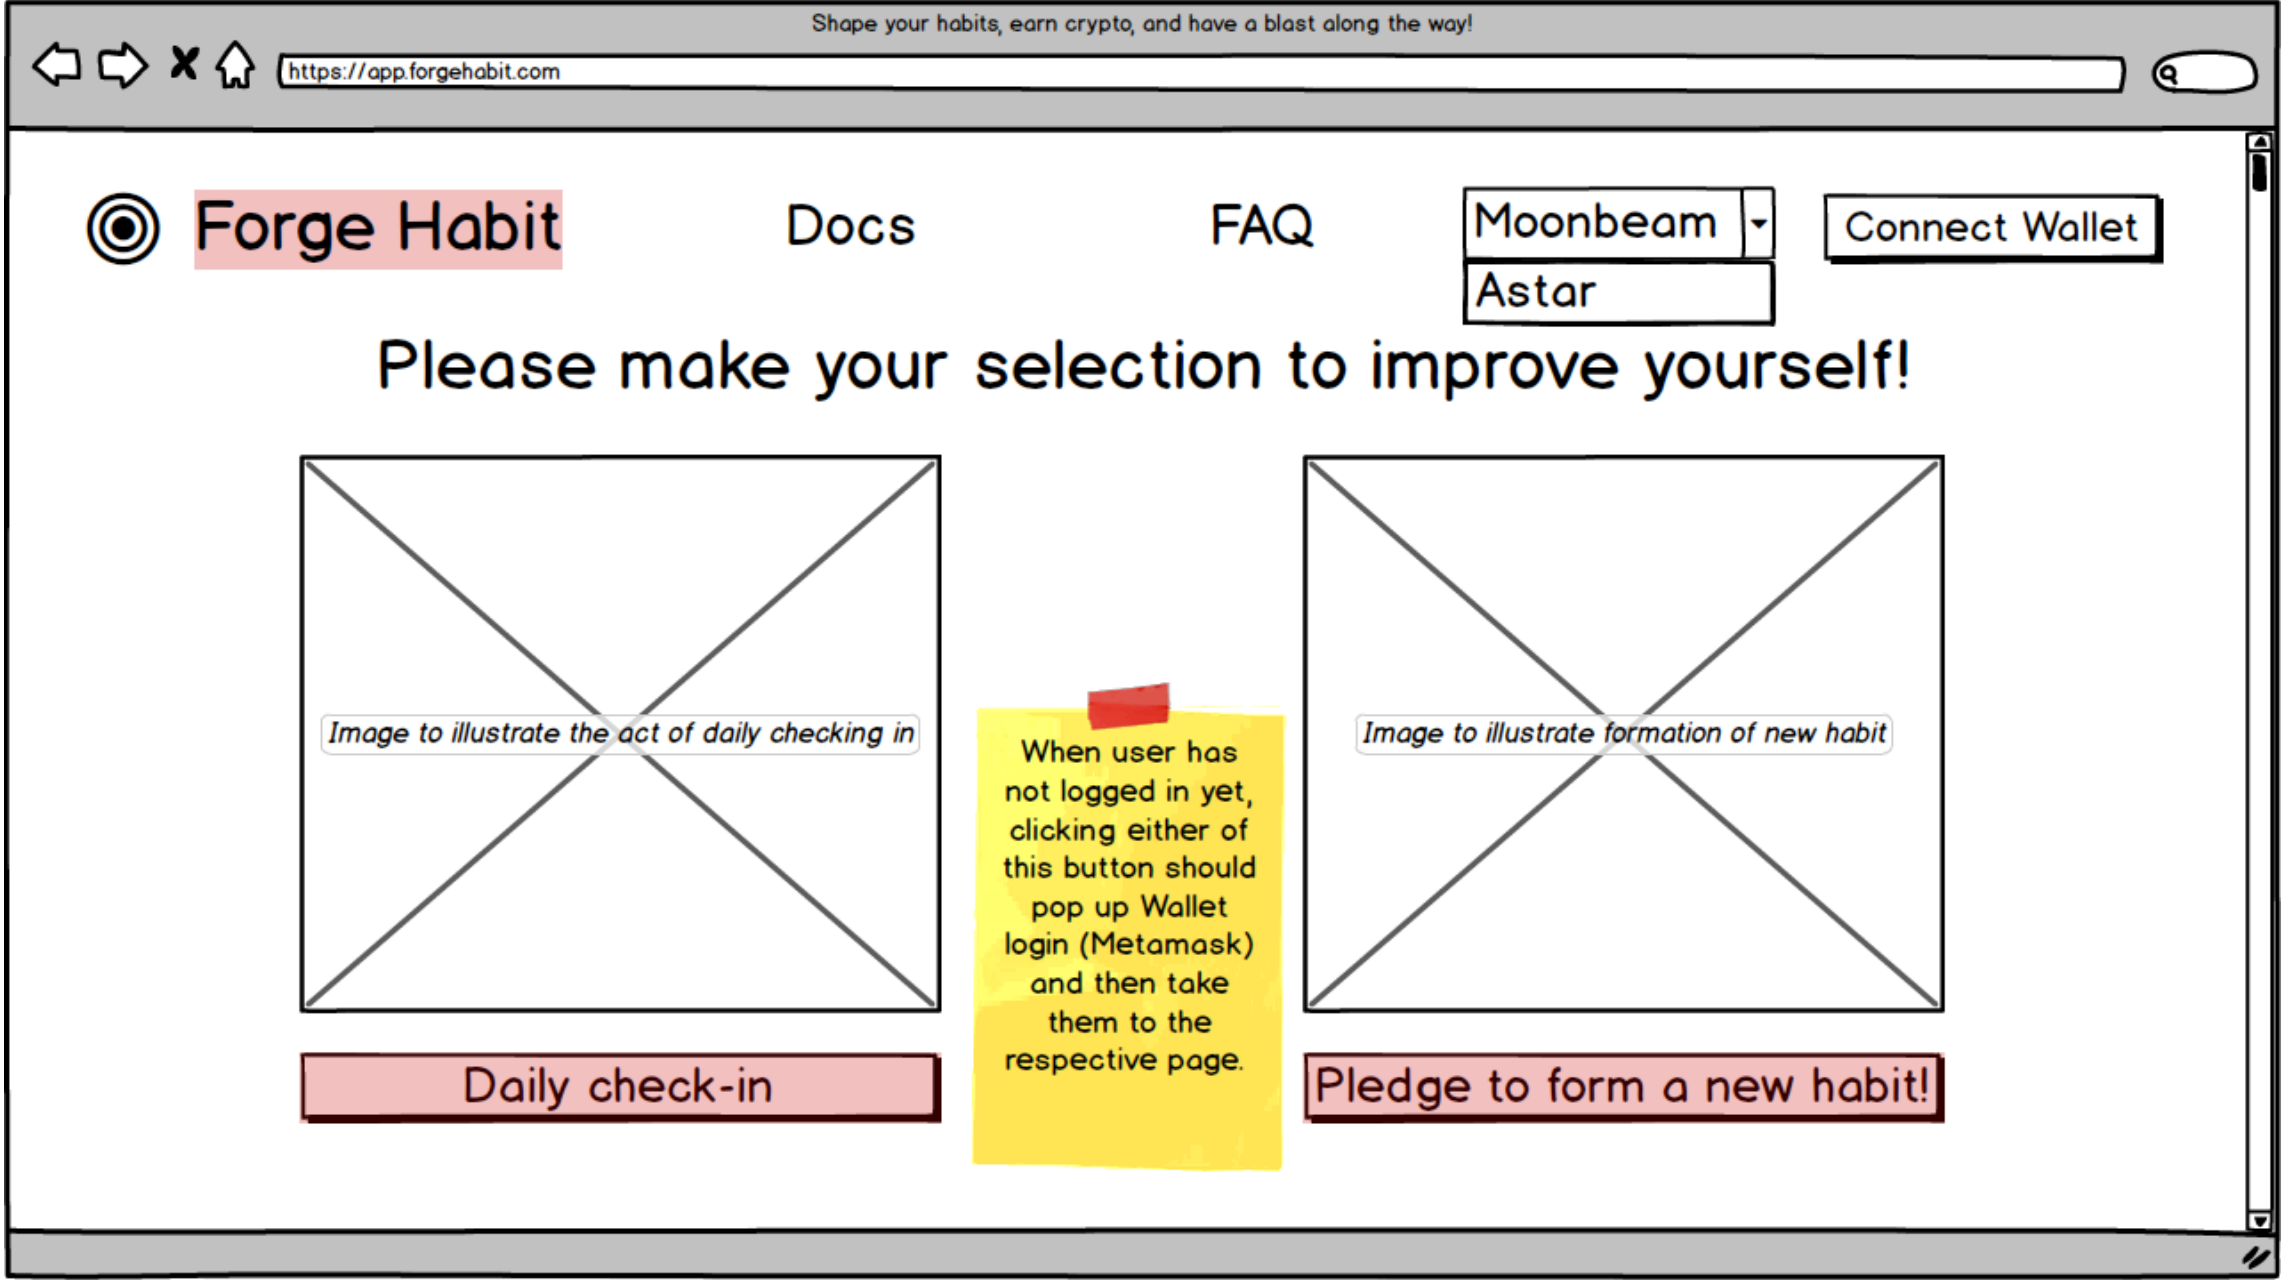 Shape your habits, earn crypto, and have a blast along the way!
https://app.forgehabit.com
Forge Habit
Docs
FAQ
Moonbeam
Connect Wallet
Astar
Please make your selection to improve yourself!
Image to illustrate the act of daily checking in
Image to illustrate formation of new habit
When user has
not logged in yet,
clicking either of
this button should
pop up Wallet
login (Metamask)
and then take
them to the
respective page.
Daily check-in
Pledge to form a new habit!